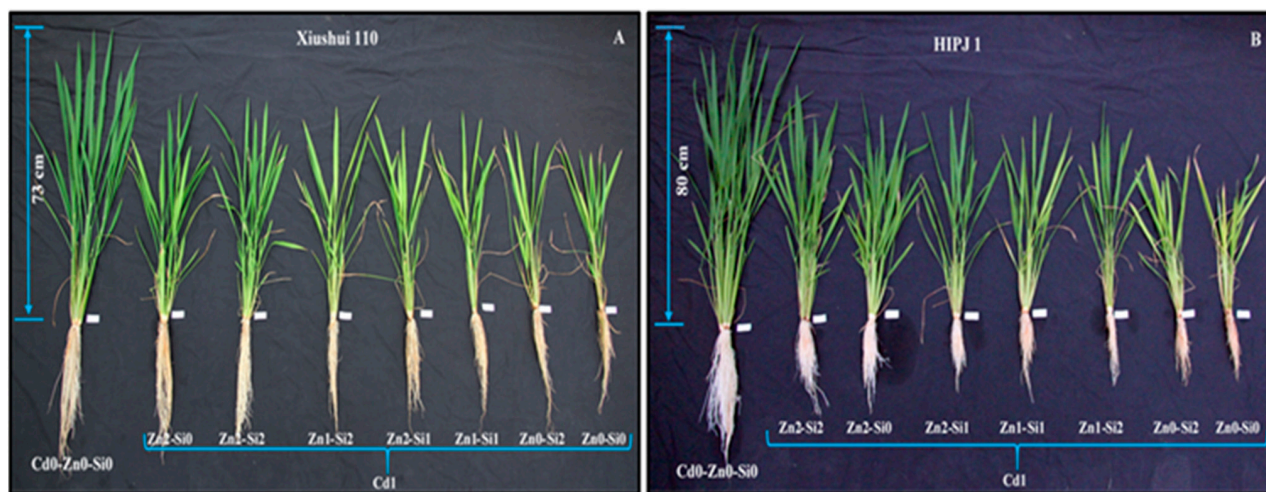 Xiushui 110
A
73 cm
Zn2-Si0 Zn2-Si2 Zn1-Si2 Zn2-Si1 Zn1-Si1 Zn0-Si2 Zn0-Si0
Cd0-Zn0-Si0
Cd1
HIPJ 1
B
80 cm
Zn2-Si2 Zn2-Si0 Zn2-Si1 Zn1-Si1 Zn1-Si2 Zn0-Si2 Zn0-Si0
Cd0-Zn0-Si0
Cd1